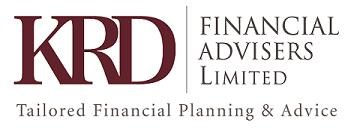 KRD
FINANCIAL
ADVISERS
LIMITED
Tailored Financial Planning & Advice